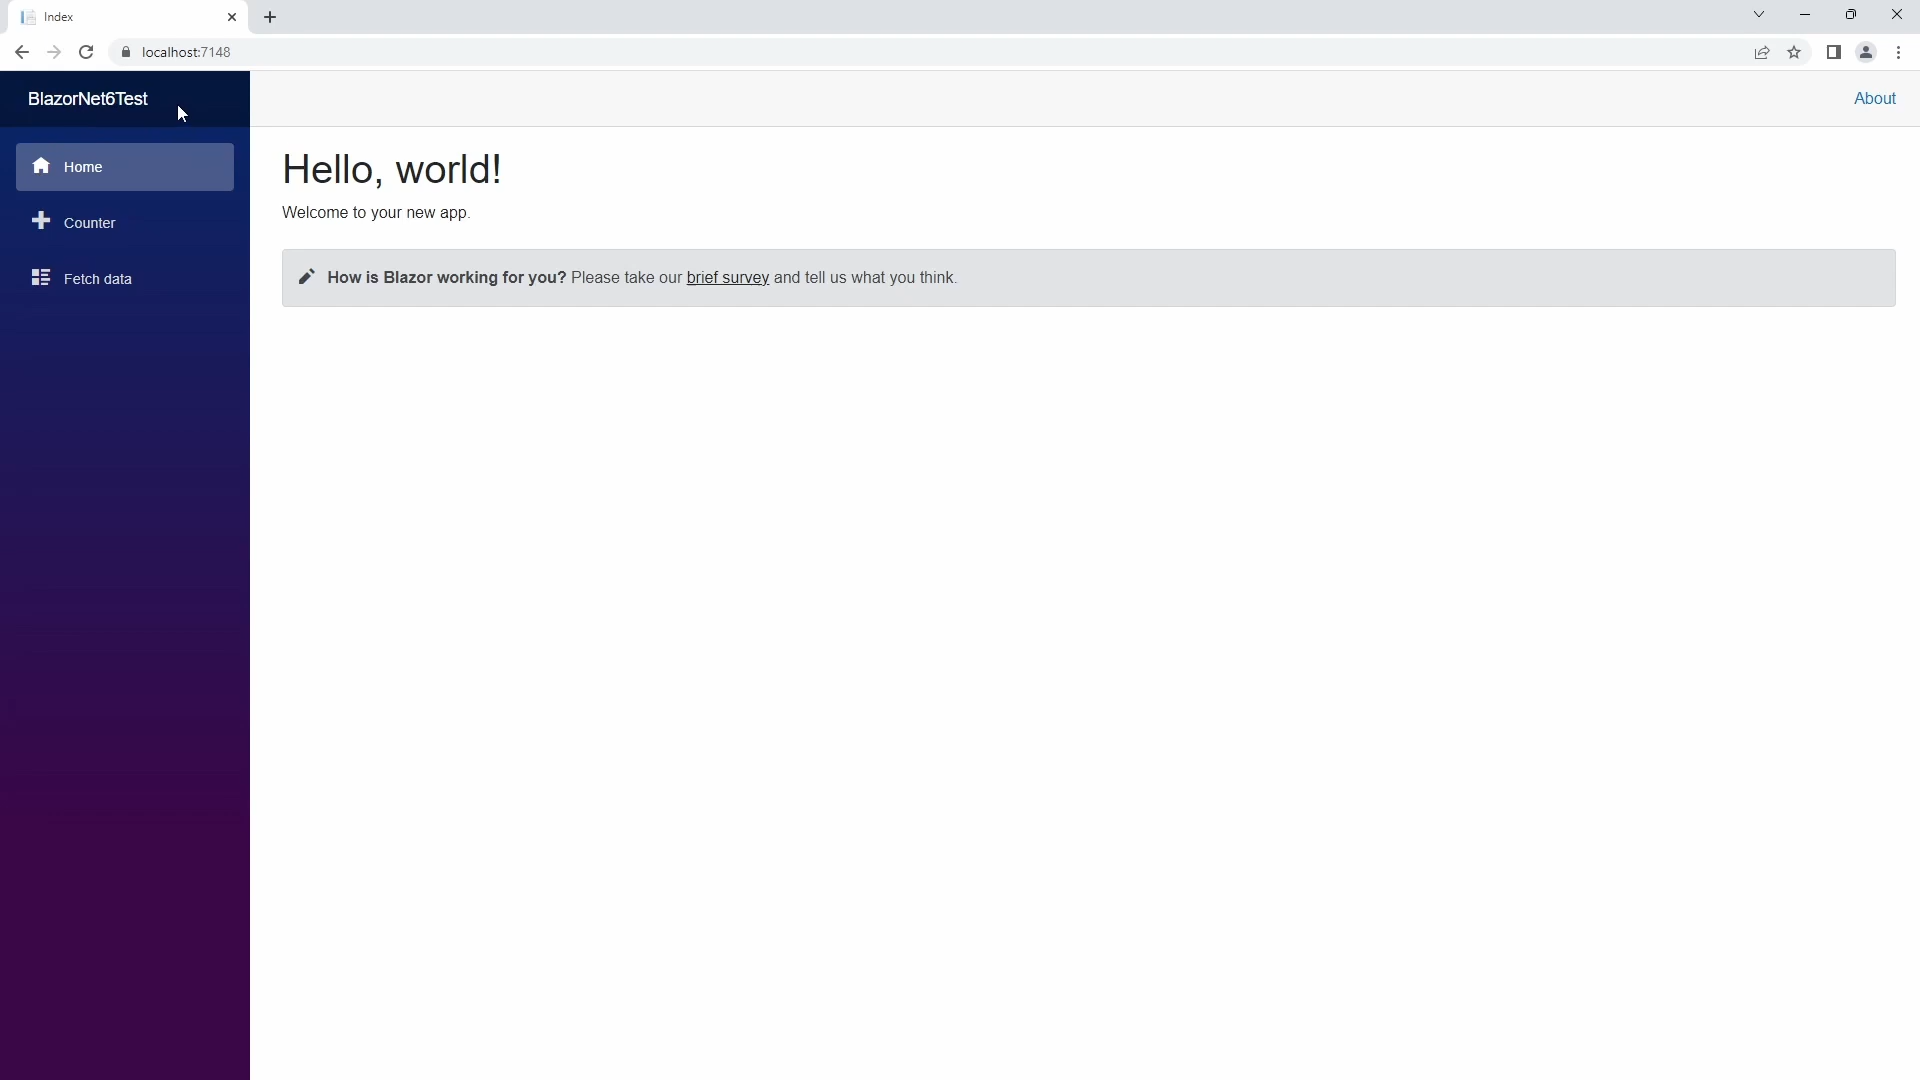 Index
localhost:7148
BlazorNet6Test
About
Home
Counter
Fetch data
Hello, world!
Welcome to your new app.
How is Blazor working for you? Please take our brief survey and tell us what you think.